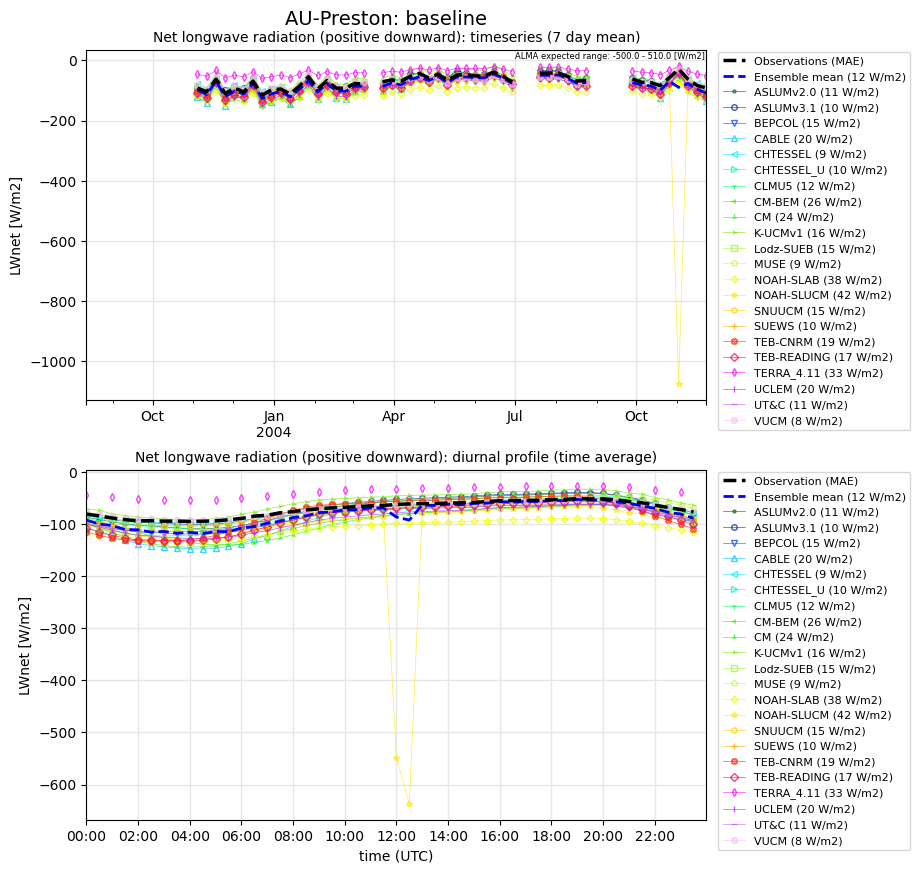 AU-Preston: baseline
Net longwave radiation (positive downward): timeseries (7 day mean)
ALMA expected range: -500.0 - 510.0 [W/m2]
LWnet [W/m2]
0
−200
−400
−600
−800
−1000
Oct
Jan
2004
Apr
Jul
Oct
Observations (MAE)
Ensemble mean (12 W/m2)
ASLUMv2.0 (11 W/m2)
ASLUMv3.1 (10 W/m2)
BEPCOL (15 W/m2)
CABLE (20 W/m2)
CHTESSEL (9 W/m2)
CHTESSEL_U (10 W/m2)
CLMU5 (12 W/m2)
CM-BEM (26 W/m2)
CM (24 W/m2)
K-UCMv1 (16 W/m2)
Lodz-SUEB (15 W/m2)
MUSE (9 W/m2)
NOAH-SLAB (38 W/m2)
NOAH-SLUCM (42 W/m2)
SNUUCM (15 W/m2)
SUEWS (10 W/m2)
TEB-CNRM (19 W/m2)
TEB-READING (17 W/m2)
TERRA_4.11 (33 W/m2)
UCLEM (20 W/m2)
UT&C (11 W/m2)
VUCM (8 W/m2)
Net longwave radiation (positive downward): diurnal profile (time average)
LWnet [W/m2]
0
−100
−200
−300
−400
−500
−600
00:00
02:00
04:00
06:00
08:00
10:00
12:00
14:00
16:00
18:00
20:00
22:00
time (UTC)
Observation (MAE)
Ensemble mean (12 W/m2)
ASLUMv2.0 (11 W/m2)
ASLUMv3.1 (10 W/m2)
BEPCOL (15 W/m2)
CABLE (20 W/m2)
CHTESSEL (9 W/m2)
CHTESSEL_U (10 W/m2)
CLMU5 (12 W/m2)
CM-BEM (26 W/m2)
CM (24 W/m2)
K-UCMv1 (16 W/m2)
Lodz-SUEB (15 W/m2)
MUSE (9 W/m2)
NOAH-SLAB (38 W/m2)
NOAH-SLUCM (42 W/m2)
SNUUCM (15 W/m2)
SUEWS (10 W/m2)
TEB-CNRM (19 W/m2)
TEB-READING (17 W/m2)
TERRA_4.11 (33 W/m2)
UCLEM (20 W/m2)
UT&C (11 W/m2)
VUCM (8 W/m2)